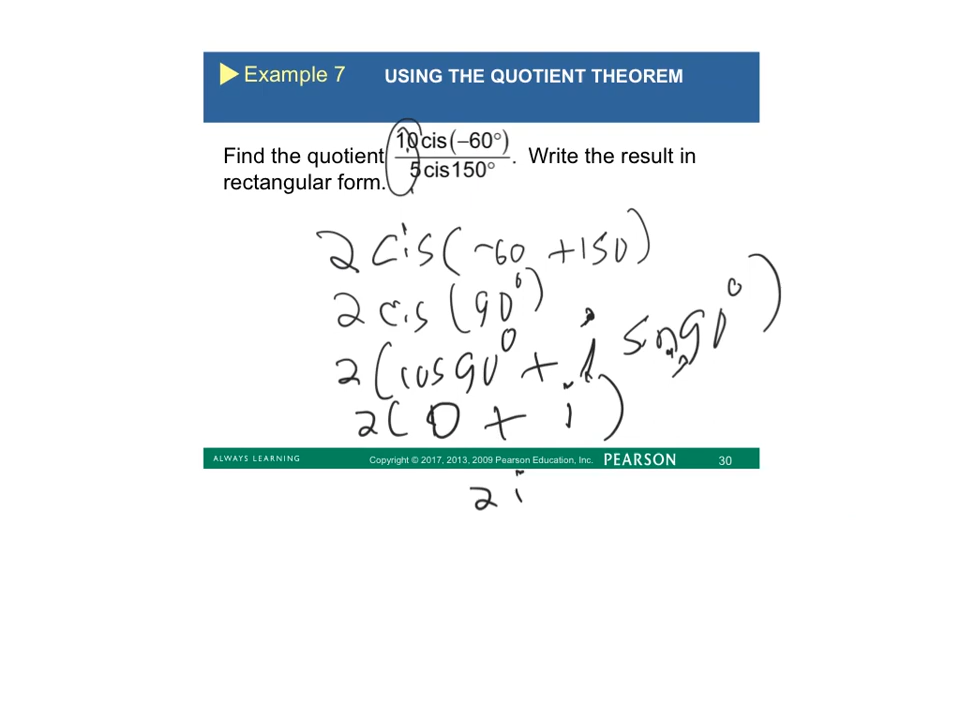 Example 7 USING THE QUOTIENT THEOREM
Find the quotient 10 cis(−60°) / 5 cis150°. Write the result in
rectangular form.
2 cis(-60 +150)
2 cis (90°)
2 (cos 90° + i sin 90°)
2( 0 + i )
ALWAYS LEARNING Copyright © 2017, 2013, 2009 Pearson Education, Inc. PEARSON 30
2 i